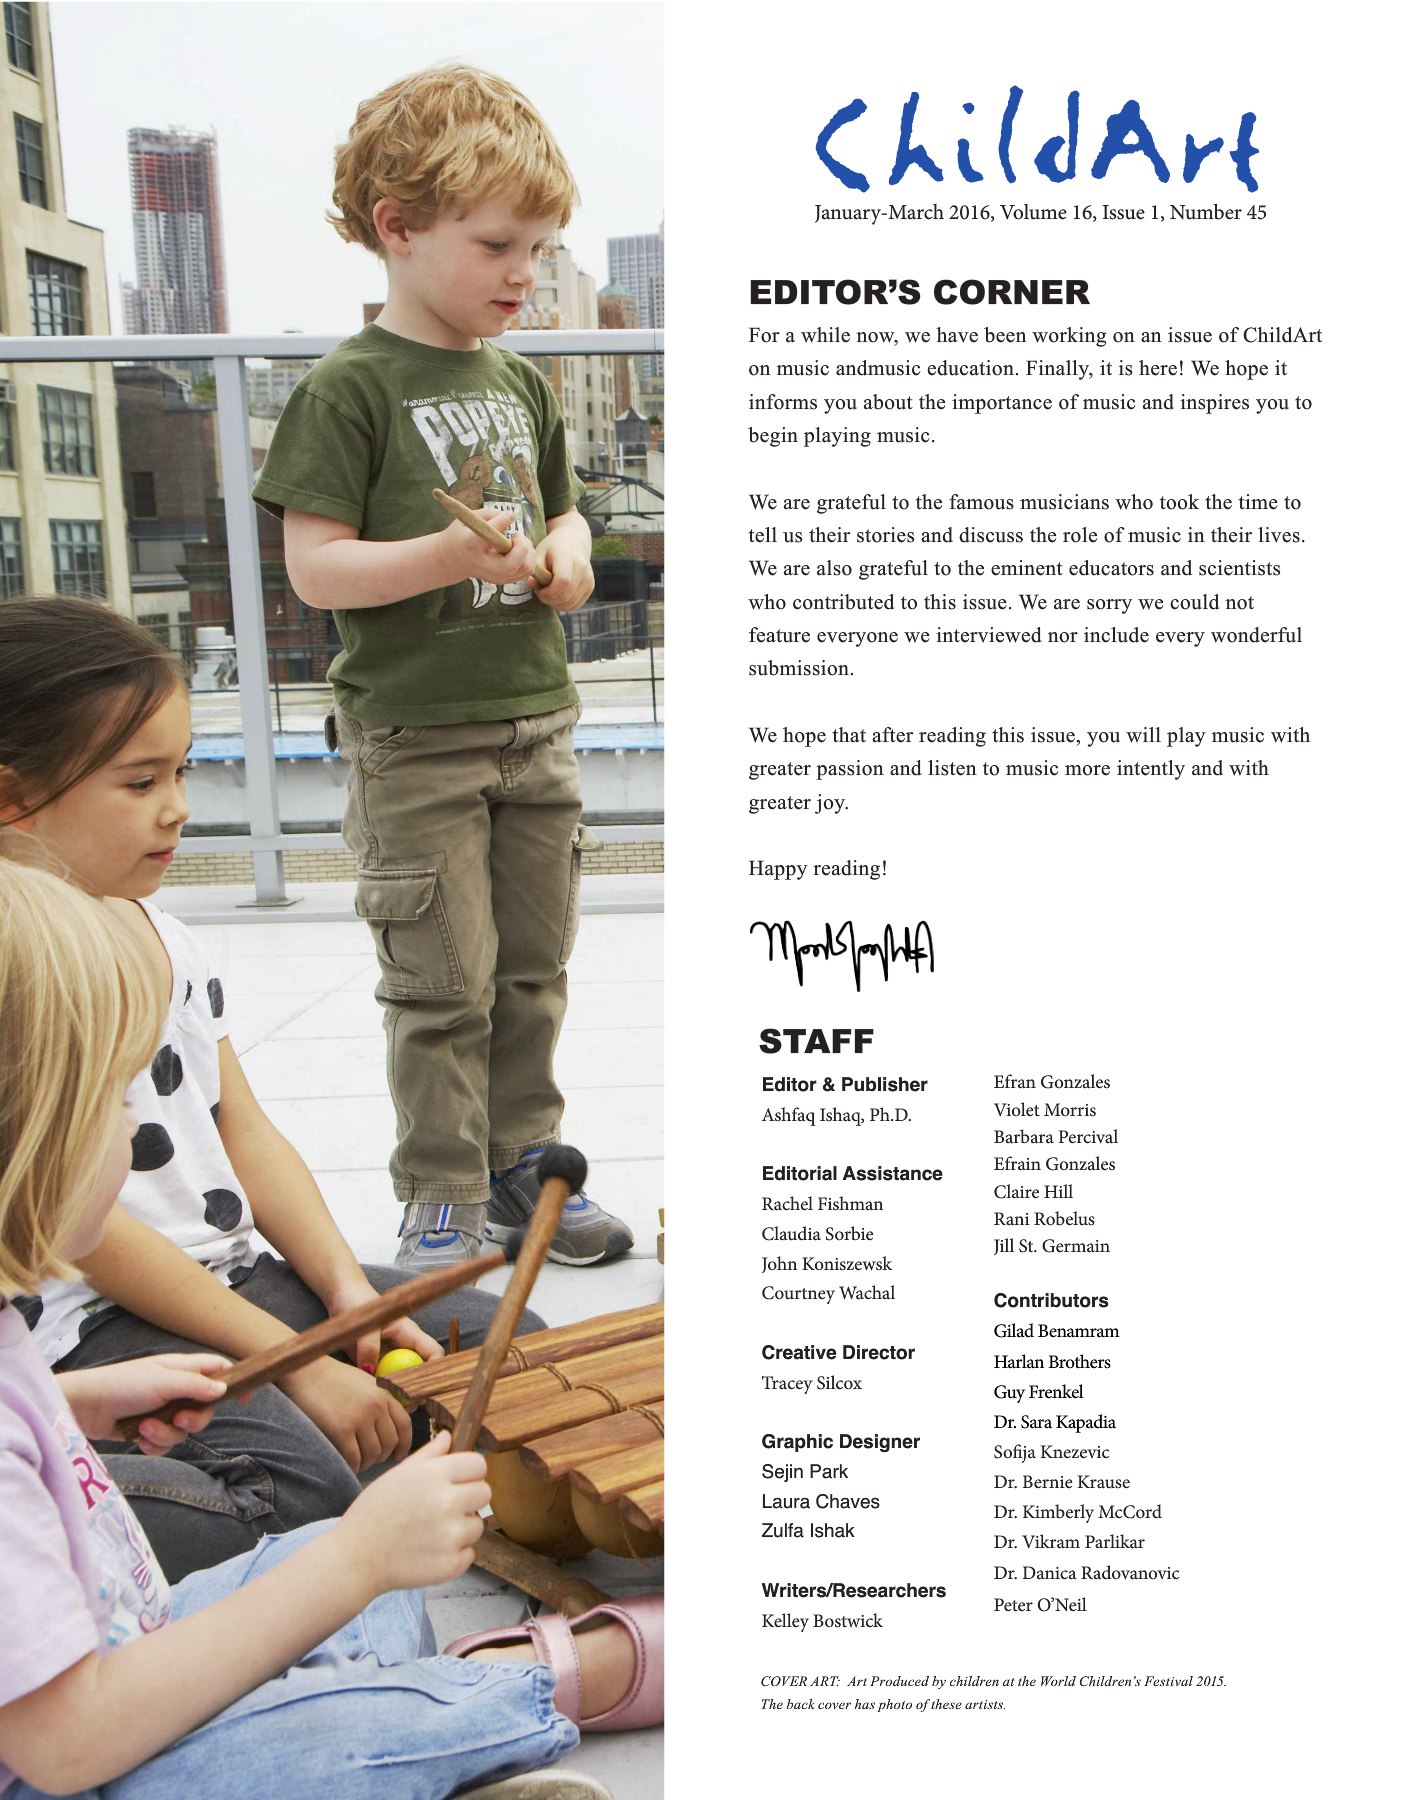 ChildArt
January-March 2016, Volume 16, Issue 1, Number 45
EDITOR’S CORNER
For a while now, we have been working on an issue of ChildArt
on music andmusic education. Finally, it is here! We hope it
informs you about the importance of music and inspires you to
begin playing music.
We are grateful to the famous musicians who took the time to
tell us their stories and discuss the role of music in their lives.
We are also grateful to the eminent educators and scientists
who contributed to this issue. We are sorry we could not
feature everyone we interviewed nor include every wonderful
submission.
We hope that after reading this issue, you will play music with
greater passion and listen to music more intently and with
greater joy.
Happy reading!
STAFF
Editor & Publisher
Ashfaq Ishaq, Ph.D.
Editorial Assistance
Rachel Fishman
Claudia Sorbie
John Koniszewsk
Courtney Wachal
Creative Director
Tracey Silcox
Graphic Designer
Sejin Park
Laura Chaves
Zulfa Ishak
Writers/Researchers
Kelley Bostwick
Efran Gonzales
Violet Morris
Barbara Percival
Efrain Gonzales
Claire Hill
Rani Robelus
Jill St. Germain
Contributors
Gilad Benamram
Harlan Brothers
Guy Frenkel
Dr. Sara Kapadia
Sofija Knezevic
Dr. Bernie Krause
Dr. Kimberly McCord
Dr. Vikram Parlikar
Dr. Danica Radovanovic
Peter O’Neil
COVER ART:  Art Produced by children at the World Children’s Festival 2015.
The back cover has photo of these artists.
A NEW
POPEYE